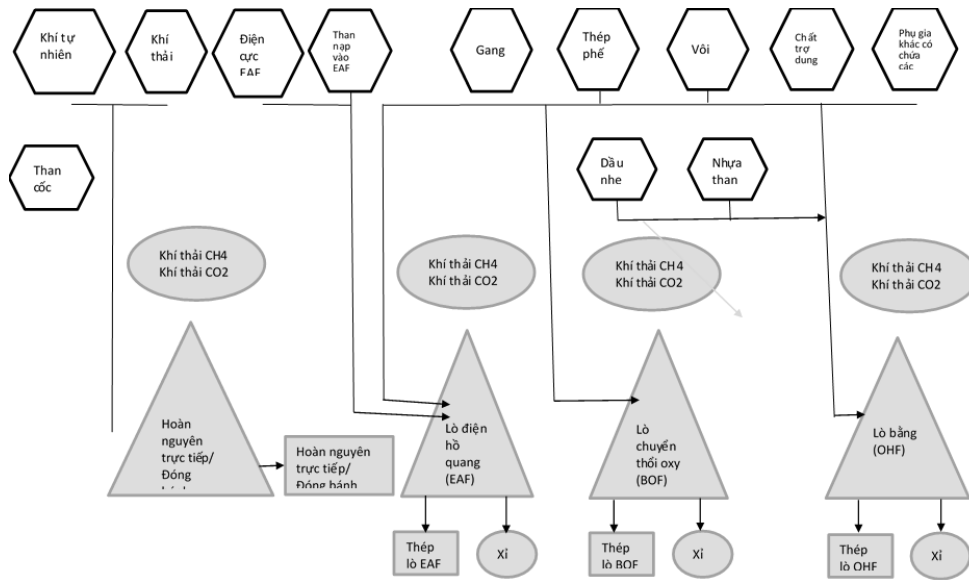 Khí tự
nhiên
Khí
thải
Điện
cực
EAF
Than
nạp
vào
EAF
Gang
Thép
phế
Vôi
Chất
trợ
dung
Phụ gia
khác có
chứa
các
Than
cốc
Dầu
nhẹ
Nhựa
than
Khí thải CH4
Khí thải CO2
Khí thải CH4
Khí thải CO2
Khí thải CH4
Khí thải CO2
Khí thải CH4
Khí thải CO2
Hoàn
nguyên
trực tiếp/
Đóng
Hoàn nguyên
trực tiếp/
Đóng bánh
Lò điện
hồ
quang
(EAF)
Lò
chuyển
thổi oxy
(BOF)
Lò bằng
(OHF)
Thép
lò EAF
Xỉ
Thép
lò BOF
Xỉ
Thép
lò OHF
Xỉ